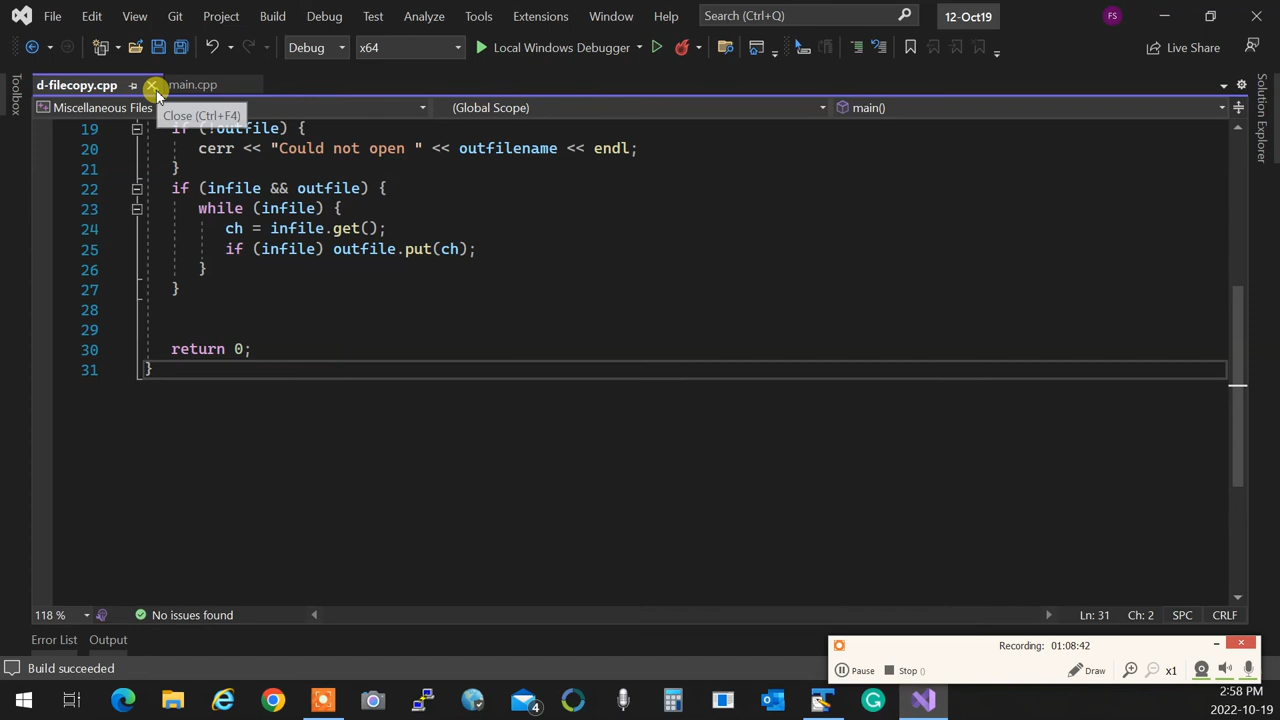 File Edit View Git Project Build Debug Test Analyze Tools Extensions Window Help Search (Ctrl+Q) 12-Oct19 FS
Debug x64 Local Windows Debugger Live Share
d-filecopy.cpp main.cpp
Miscellaneous Files (Global Scope) main()
Close (Ctrl+F4)
Toolbox
Solution Explorer
19 if (!outfile) {
20 cerr << "Could not open " << outfilename << endl;
21 }
22 if (infile && outfile) {
23 while (infile) {
24 ch = infile.get();
25 if (infile) outfile.put(ch);
26 }
27 }
28
29
30 return 0;
31 }
118 % No issues found Ln: 31 Ch: 2 SPC CRLF
Error List Output
Recording: 01:08:42
Pause Stop () Draw x1
Build succeeded
4
2:58 PM
2022-10-19